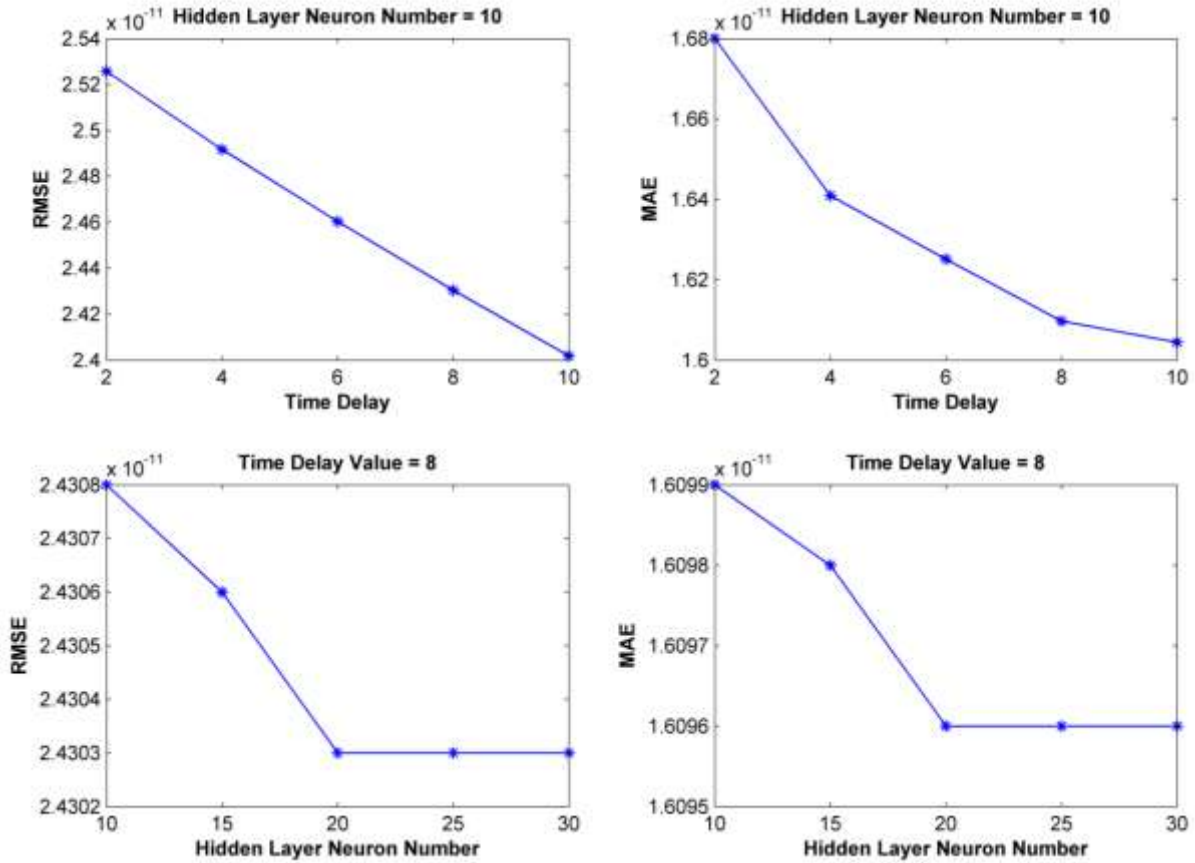 x 10⁻¹¹ Hidden Layer Neuron Number = 10
2.54
2.52
2.5
2.48
2.46
2.44
2.42
2.4
RMSE
2 4 6 8 10
Time Delay
x 10⁻¹¹ Hidden Layer Neuron Number = 10
1.68
1.66
1.64
1.62
1.6
MAE
2 4 6 8 10
Time Delay
x 10⁻¹¹ Time Delay Value = 8
2.4308
2.4307
2.4306
2.4305
2.4304
2.4303
2.4302
RMSE
10 15 20 25 30
Hidden Layer Neuron Number
x 10⁻¹¹ Time Delay Value = 8
1.6099
1.6098
1.6097
1.6096
1.6095
MAE
10 15 20 25 30
Hidden Layer Neuron Number